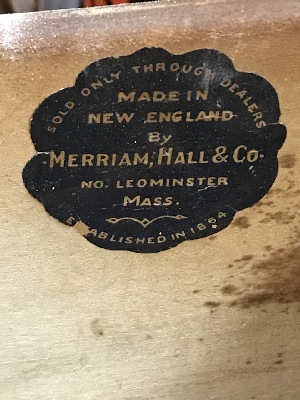 SOLD ONLY THROUGH DEALERS
MADE IN
NEW ENGLAND
By
MERRIAM, HALL & CO.
NO. LEOMINSTER
MASS.
ESTABLISHED IN 1864